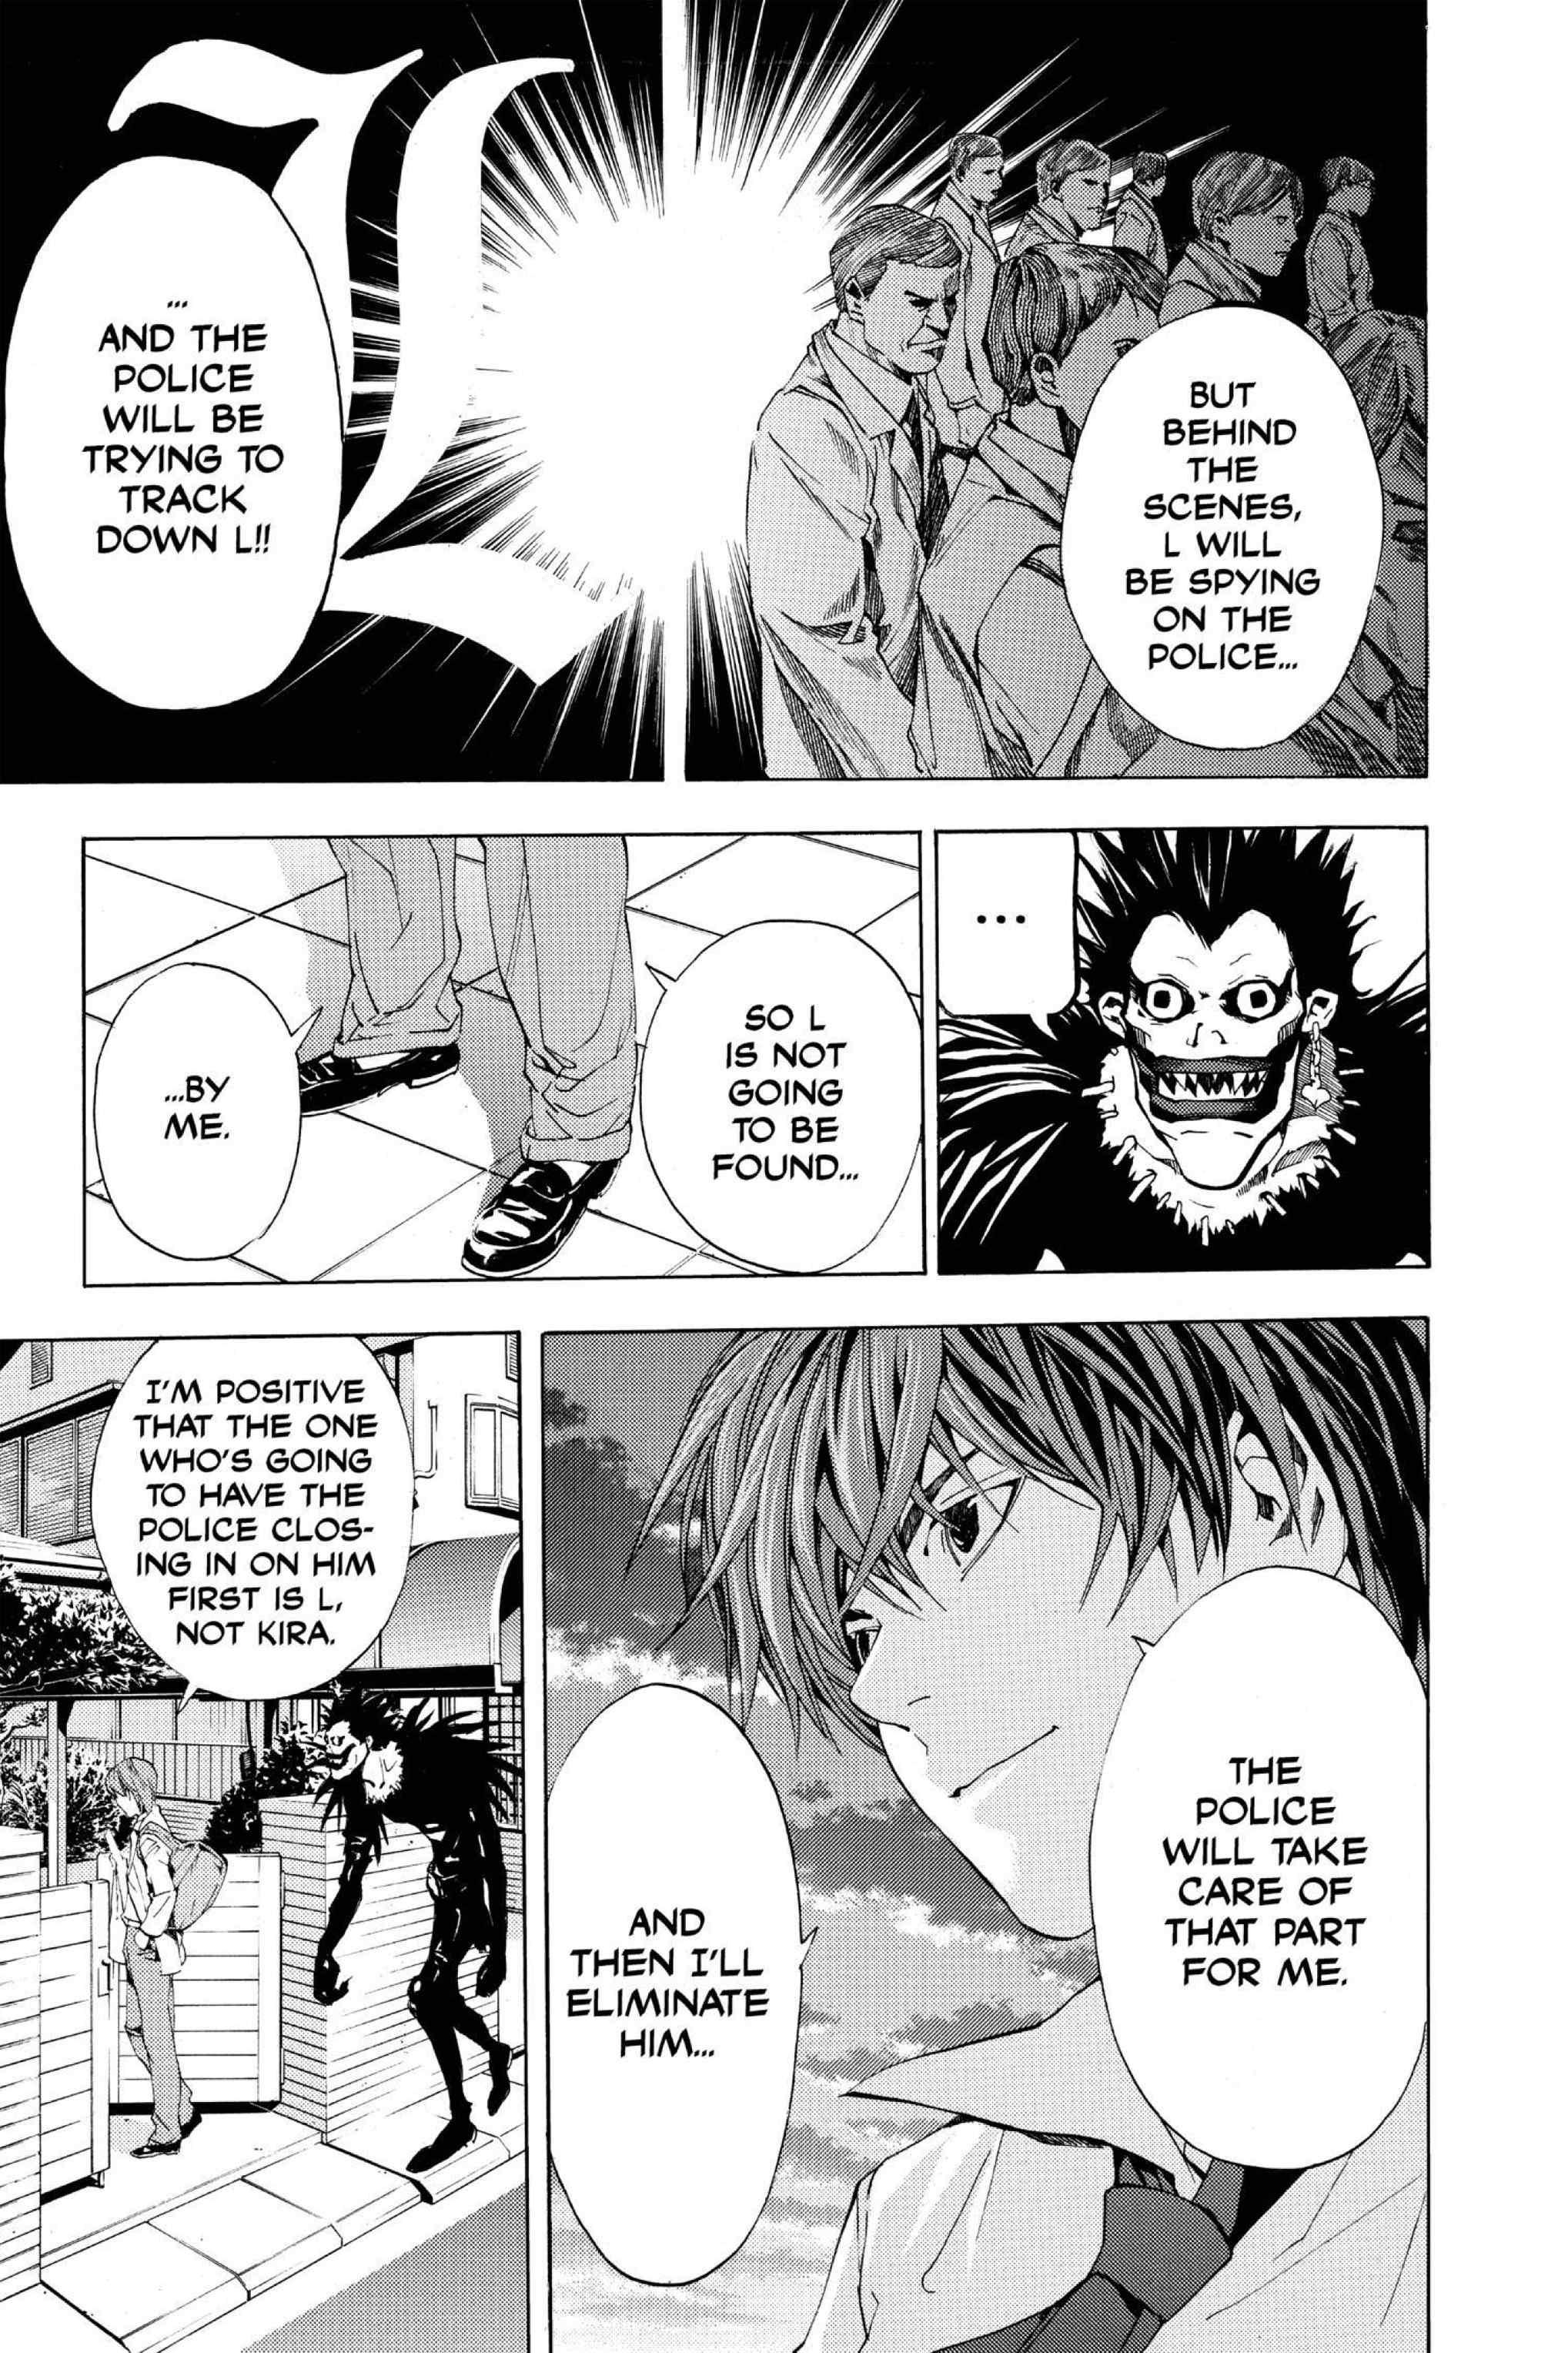 BUT
BEHIND
THE
SCENES,
L WILL
BE SPYING
ON THE
POLICE...
...
AND THE
POLICE
WILL BE
TRYING TO
TRACK
DOWN L!!
L
...
SO L
IS NOT
GOING
TO BE
FOUND...
...BY
ME.
THE
POLICE
WILL TAKE
CARE OF
THAT PART
FOR ME.
AND
THEN I'LL
ELIMINATE
HIM...
I'M POSITIVE
THAT THE ONE
WHO'S GOING
TO HAVE THE
POLICE CLOS-
ING IN ON HIM
FIRST IS L,
NOT KIRA.